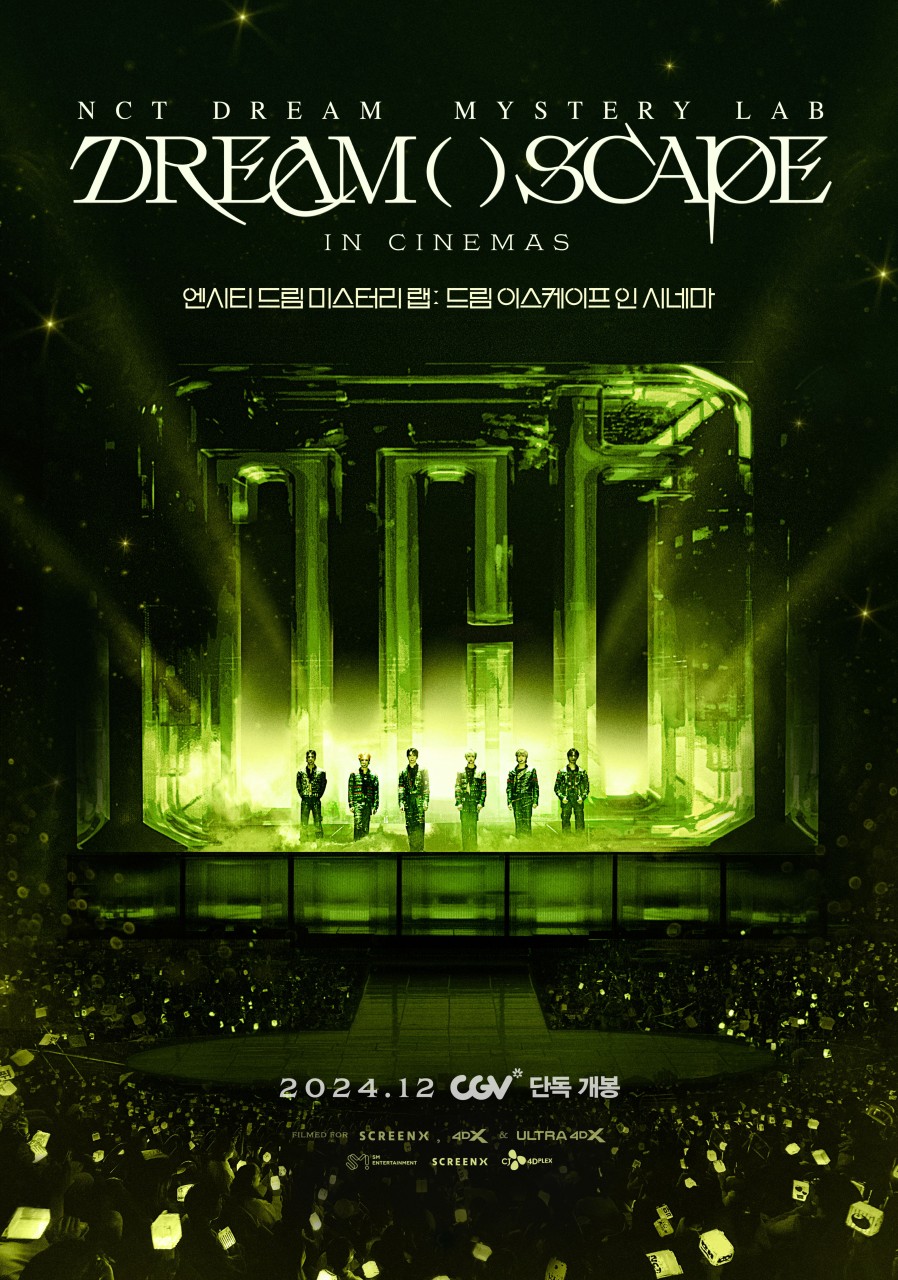 NCT DREAM MYSTERY LAB
DREAM ( ) SCAPE
IN CINEMAS
엔시티 드림 미스터리 랩: 드림 이스케이프 인 시네마
2024.12 CGV 단독 개봉
FILMED FOR SCREENX, 4DX & ULTRA 4DX
SM ENTERTAINMENT SCREENX CJ 4DPLEX